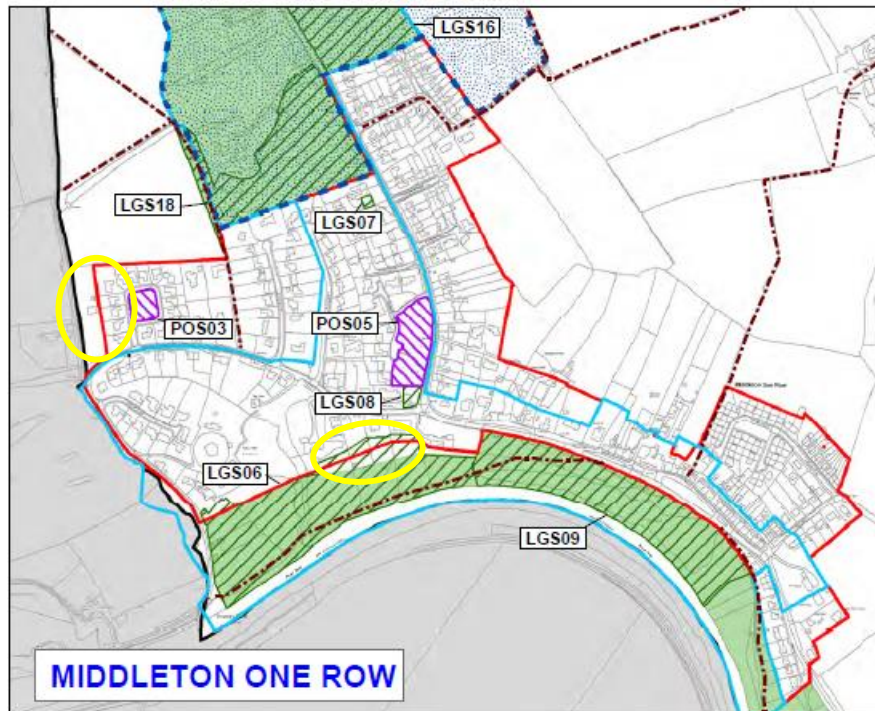 LGS16
LGS18
LGS07
POS03
POS05
LGS08
LGS06
LGS09
MIDDLETON ONE ROW